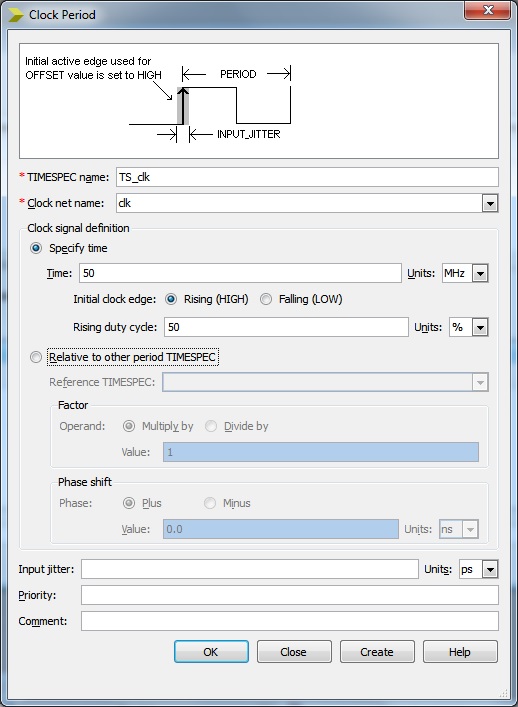 Clock Period
Initial active edge used for
OFFSET value is set to HIGH
PERIOD
INPUT_JITTER
* TIMESPEC name: TS_clk
* Clock net name: clk
Clock signal definition
Specify time
Time: 50 Units: MHz
Initial clock edge: Rising (HIGH) Falling (LOW)
Rising duty cycle: 50 Units: %
Relative to other period TIMESPEC
Reference TIMESPEC:
Factor
Operand: Multiply by Divide by
Value: 1
Phase shift
Phase: Plus Minus
Value: 0.0 Units: ns
Input jitter: Units: ps
Priority:
Comment:
OK Close Create Help